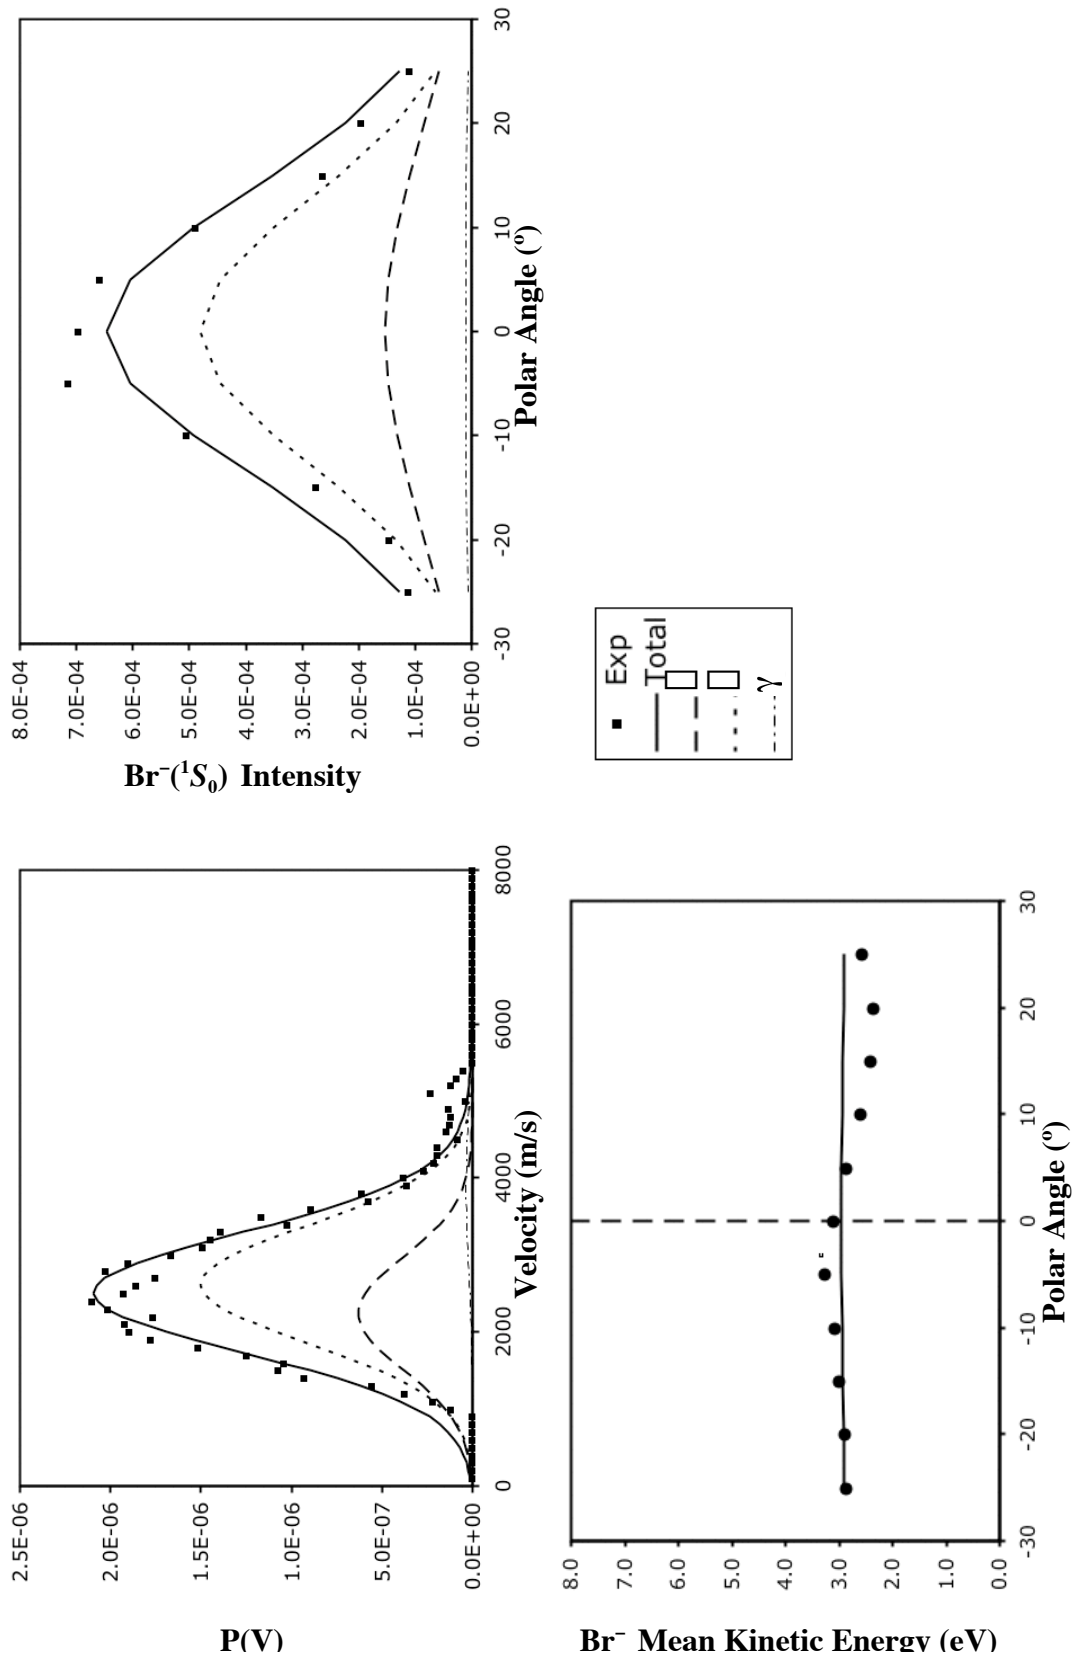 8.0E-04
7.0E-04
6.0E-04
5.0E-04
4.0E-04
3.0E-04
2.0E-04
1.0E-04
0.0E+00
-30
-20
-10
0
10
20
30
Polar Angle (º)
Br⁻(¹S₀) Intensity
Exp
Total
γ
2.5E-06
2.0E-06
1.5E-06
1.0E-06
5.0E-07
0.0E+00
0
2000
4000
6000
8000
Velocity (m/s)
P(V)
8.0
7.0
6.0
5.0
4.0
3.0
2.0
1.0
0.0
-30
-20
-10
0
10
20
30
Polar Angle (º)
Br⁻ Mean Kinetic Energy (eV)